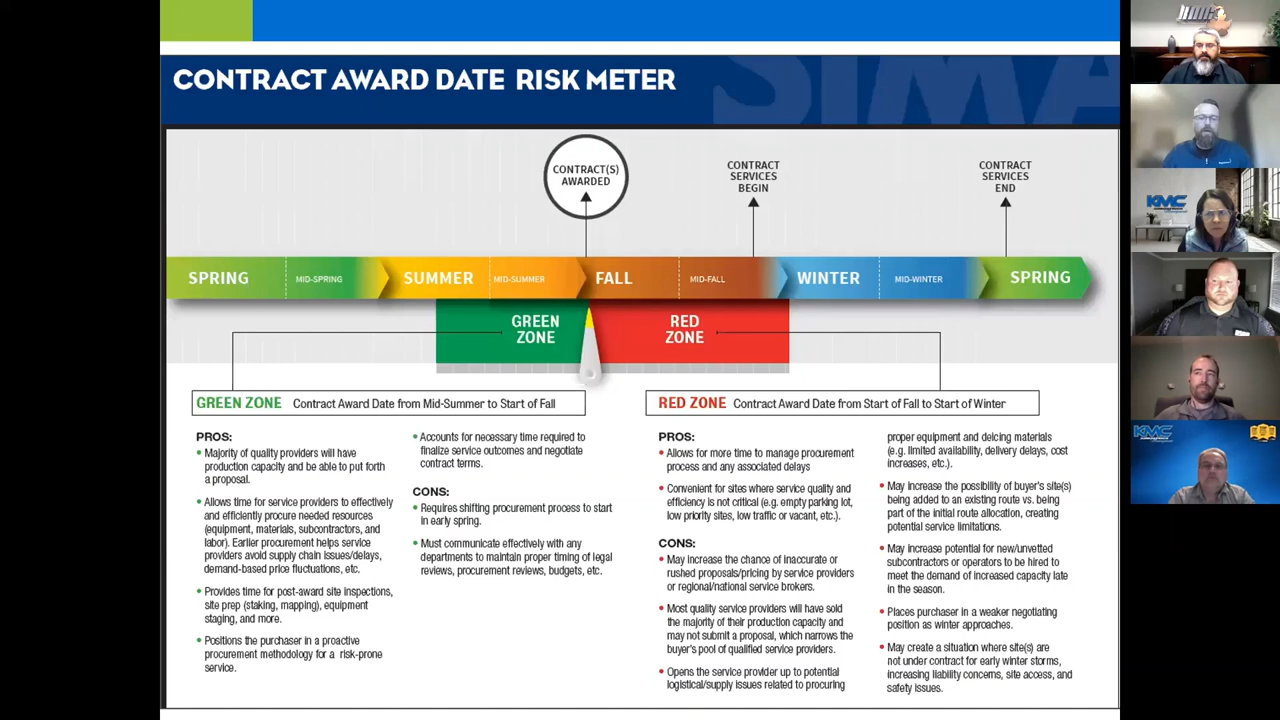 CONTRACT AWARD DATE RISK METER
SIMA
CONTRACT(S)
AWARDED
CONTRACT
SERVICES
BEGIN
CONTRACT
SERVICES
END
SPRING
MID-SPRING
SUMMER
MID-SUMMER
FALL
MID-FALL
WINTER
MID-WINTER
SPRING
GREEN
ZONE
RED
ZONE
GREEN ZONE Contract Award Date from Mid-Summer to Start of Fall
PROS:
• Majority of quality providers will have
production capacity and be able to put forth
a proposal.
• Allows time for service providers to effectively
and efficiently procure needed resources
(equipment, materials, subcontractors, and
labor). Earlier procurement helps service
providers avoid supply chain issues/delays,
demand-based price fluctuations, etc.
• Provides time for post-award site inspections,
site prep (staking, mapping), equipment
staging, and more.
• Positions the purchaser in a proactive
procurement methodology for a risk-prone
service.
• Accounts for necessary time required to
finalize service outcomes and negotiate
contract terms.
CONS:
• Requires shifting procurement process to start
in early spring.
• Must communicate effectively with any
departments to maintain proper timing of legal
reviews, procurement reviews, budgets, etc.
RED ZONE Contract Award Date from Start of Fall to Start of Winter
PROS:
• Allows for more time to manage procurement
process and any associated delays
• Convenient for sites where service quality and
efficiency is not critical (e.g. empty parking lot,
low priority sites, low traffic or vacant, etc.).
CONS:
• May increase the chance of inaccurate or
rushed proposals/pricing by service providers
or regional/national service brokers.
• Most quality service providers will have sold
the majority of their production capacity and
may not submit a proposal, which narrows the
buyer's pool of qualified service providers.
• Opens the service provider up to potential
logistical/supply issues related to procuring
proper equipment and deicing materials
(e.g. limited availability, delivery delays, cost
increases, etc.).
• May increase the possibility of buyer's site(s)
being added to an existing route vs. being
part of the initial route allocation, creating
potential service limitations.
• May increase potential for new/unvetted
subcontractors or operators to be hired to
meet the demand of increased capacity late
in the season.
• Places purchaser in a weaker negotiating
position as winter approaches.
• May create a situation where site(s) are
not under contract for early winter storms,
increasing liability concerns, site access, and
safety issues.
KMC
KMC